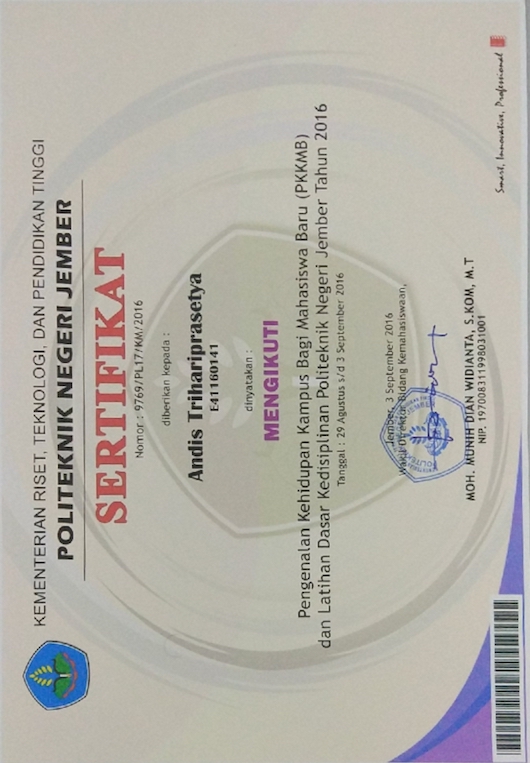 KEMENTERIAN RISET, TEKNOLOGI, DAN PENDIDIKAN TINGGI
POLITEKNIK NEGERI JEMBER
SERTIFIKAT
Nomor : 9769/PL17/KM/2016
diberikan kepada :
Andis Trihariprasetya
E41160141
dinyatakan :
MENGIKUTI
Pengenalan Kehidupan Kampus Bagi Mahasiswa Baru (PKKMB)
dan Latihan Dasar Kedisiplinan Politeknik Negeri Jember Tahun 2016
Tanggal : 29 Agustus s/d 3 September 2016
Jember, 3 September 2016
Wakil Direktur Bidang Kemahasiswaan,
MOH. MUNIH DIAN WIDIANTA, S.KOM, M.T
NIP. 197008311998031001
Smart, Innovative, Professional